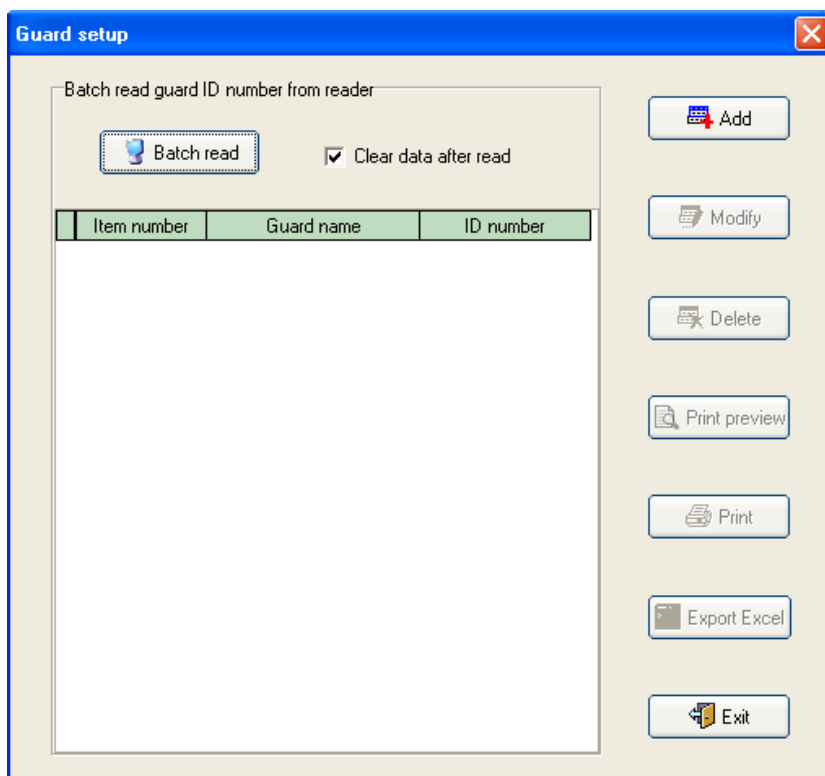 Guard setup
Batch read guard ID number from reader
Batch read
Clear data after read
Item number Guard name ID number
Add
Modify
Delete
Print preview
Print
Export Excel
Exit